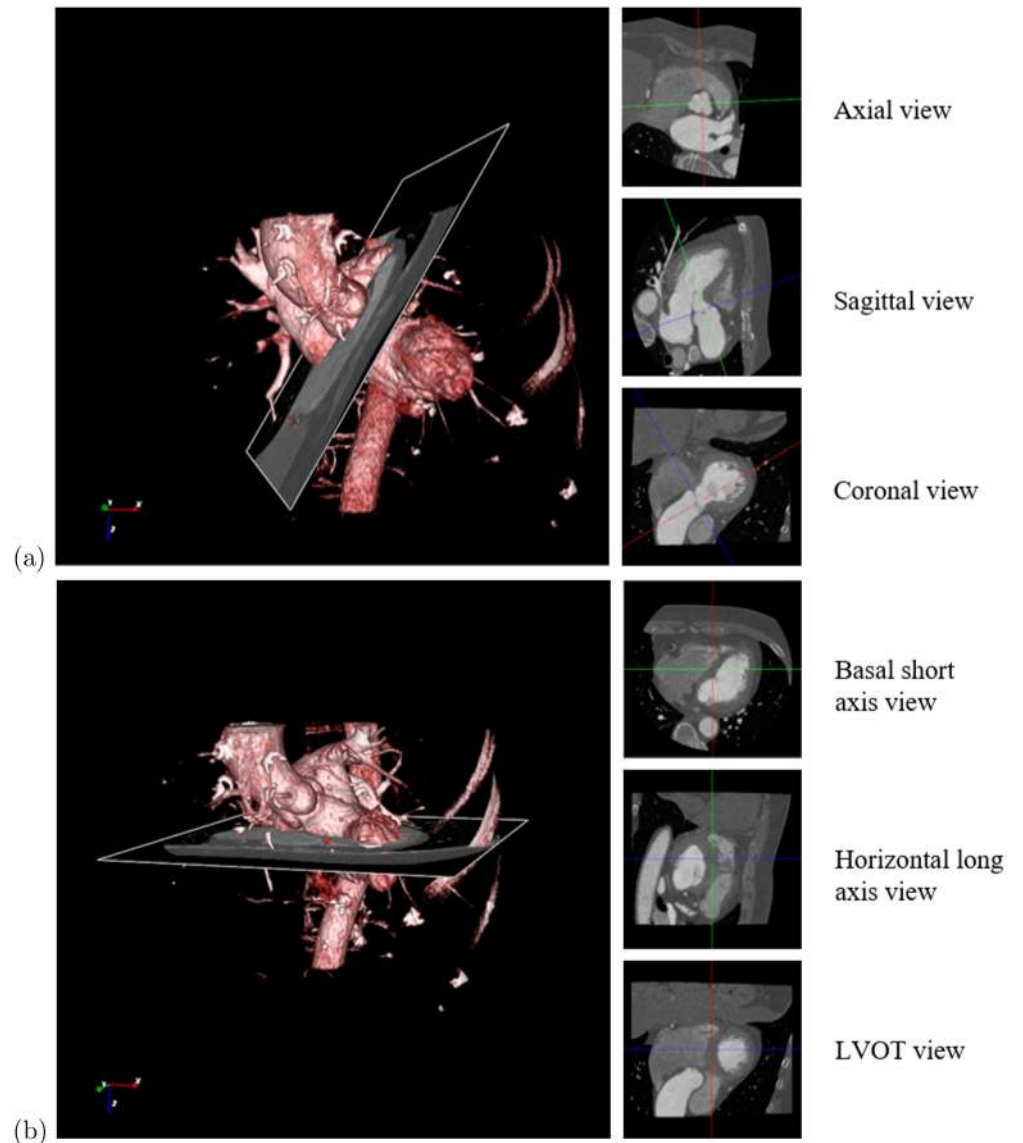 Axial view
Sagittal view
Coronal view
(a)
Basal short
axis view
Horizontal long
axis view
LVOT view
(b)